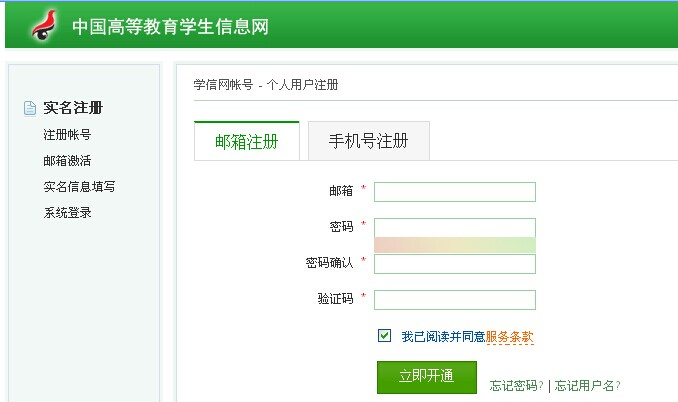 中国高等教育学生信息网
实名注册
注册帐号
邮箱激活
实名信息填写
系统登录
学信网帐号 - 个人用户注册
邮箱注册 手机号注册
邮箱 *
密码 *
密码确认 *
验证码 *
我已阅读并同意服务条款
立即开通 忘记密码? | 忘记用户名?